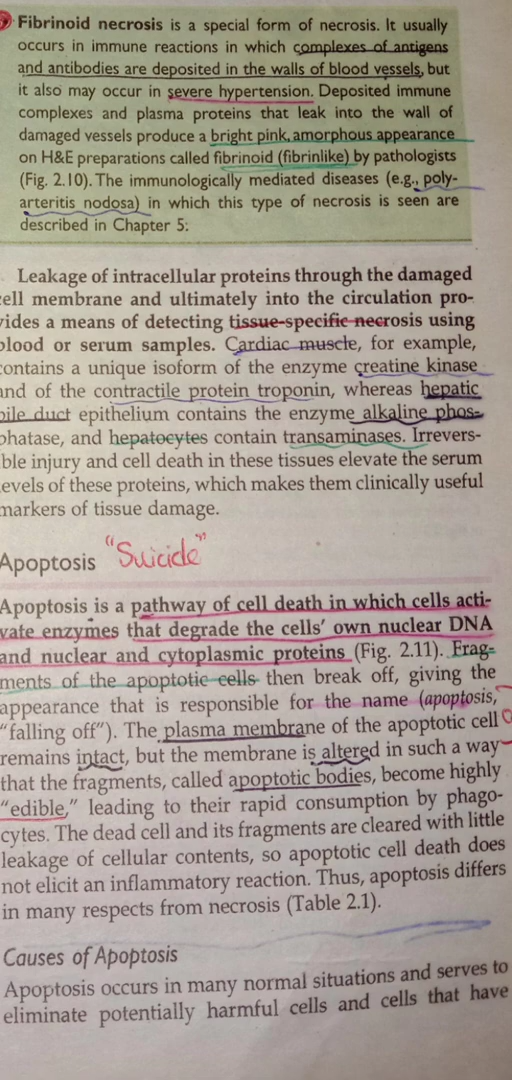 Fibrinoid necrosis is a special form of necrosis. It usually
occurs in immune reactions in which complexes of antigens
and antibodies are deposited in the walls of blood vessels, but
it also may occur in severe hypertension. Deposited immune
complexes and plasma proteins that leak into the wall of
damaged vessels produce a bright pink, amorphous appearance
on H&E preparations called fibrinoid (fibrinlike) by pathologists
(Fig. 2.10). The immunologically mediated diseases (e.g., poly-
arteritis nodosa) in which this type of necrosis is seen are
described in Chapter 5.
Leakage of intracellular proteins through the damaged
cell membrane and ultimately into the circulation pro-
vides a means of detecting tissue-specific necrosis using
blood or serum samples. Cardiac muscle, for example,
contains a unique isoform of the enzyme creatine kinase
and of the contractile protein troponin, whereas hepatic
bile duct epithelium contains the enzyme alkaline phos-
phatase, and hepatocytes contain transaminases. Irrevers-
ible injury and cell death in these tissues elevate the serum
levels of these proteins, which makes them clinically useful
markers of tissue damage.
Apoptosis "Suicide"
Apoptosis is a pathway of cell death in which cells acti-
vate enzymes that degrade the cells' own nuclear DNA
and nuclear and cytoplasmic proteins (Fig. 2.11). Frag-
ments of the apoptotic cells then break off, giving the
appearance that is responsible for the name (apoptosis,
"falling off"). The plasma membrane of the apoptotic cell
remains intact, but the membrane is altered in such a way
that the fragments, called apoptotic bodies, become highly
"edible," leading to their rapid consumption by phago-
cytes. The dead cell and its fragments are cleared with little
leakage of cellular contents, so apoptotic cell death does
not elicit an inflammatory reaction. Thus, apoptosis differs
in many respects from necrosis (Table 2.1).
Causes of Apoptosis
Apoptosis occurs in many normal situations and serves to
eliminate potentially harmful cells and cells that have